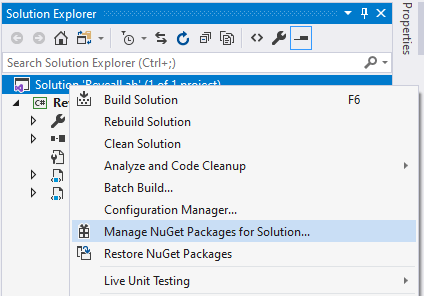 Solution Explorer
Properties
Search Solution Explorer (Ctrl+;)
Solution 'RevealLab' (1 of 1 project)
C# Re
Build Solution F6
Rebuild Solution
Clean Solution
Analyze and Code Cleanup
Batch Build...
Configuration Manager...
Manage NuGet Packages for Solution...
Restore NuGet Packages
Live Unit Testing